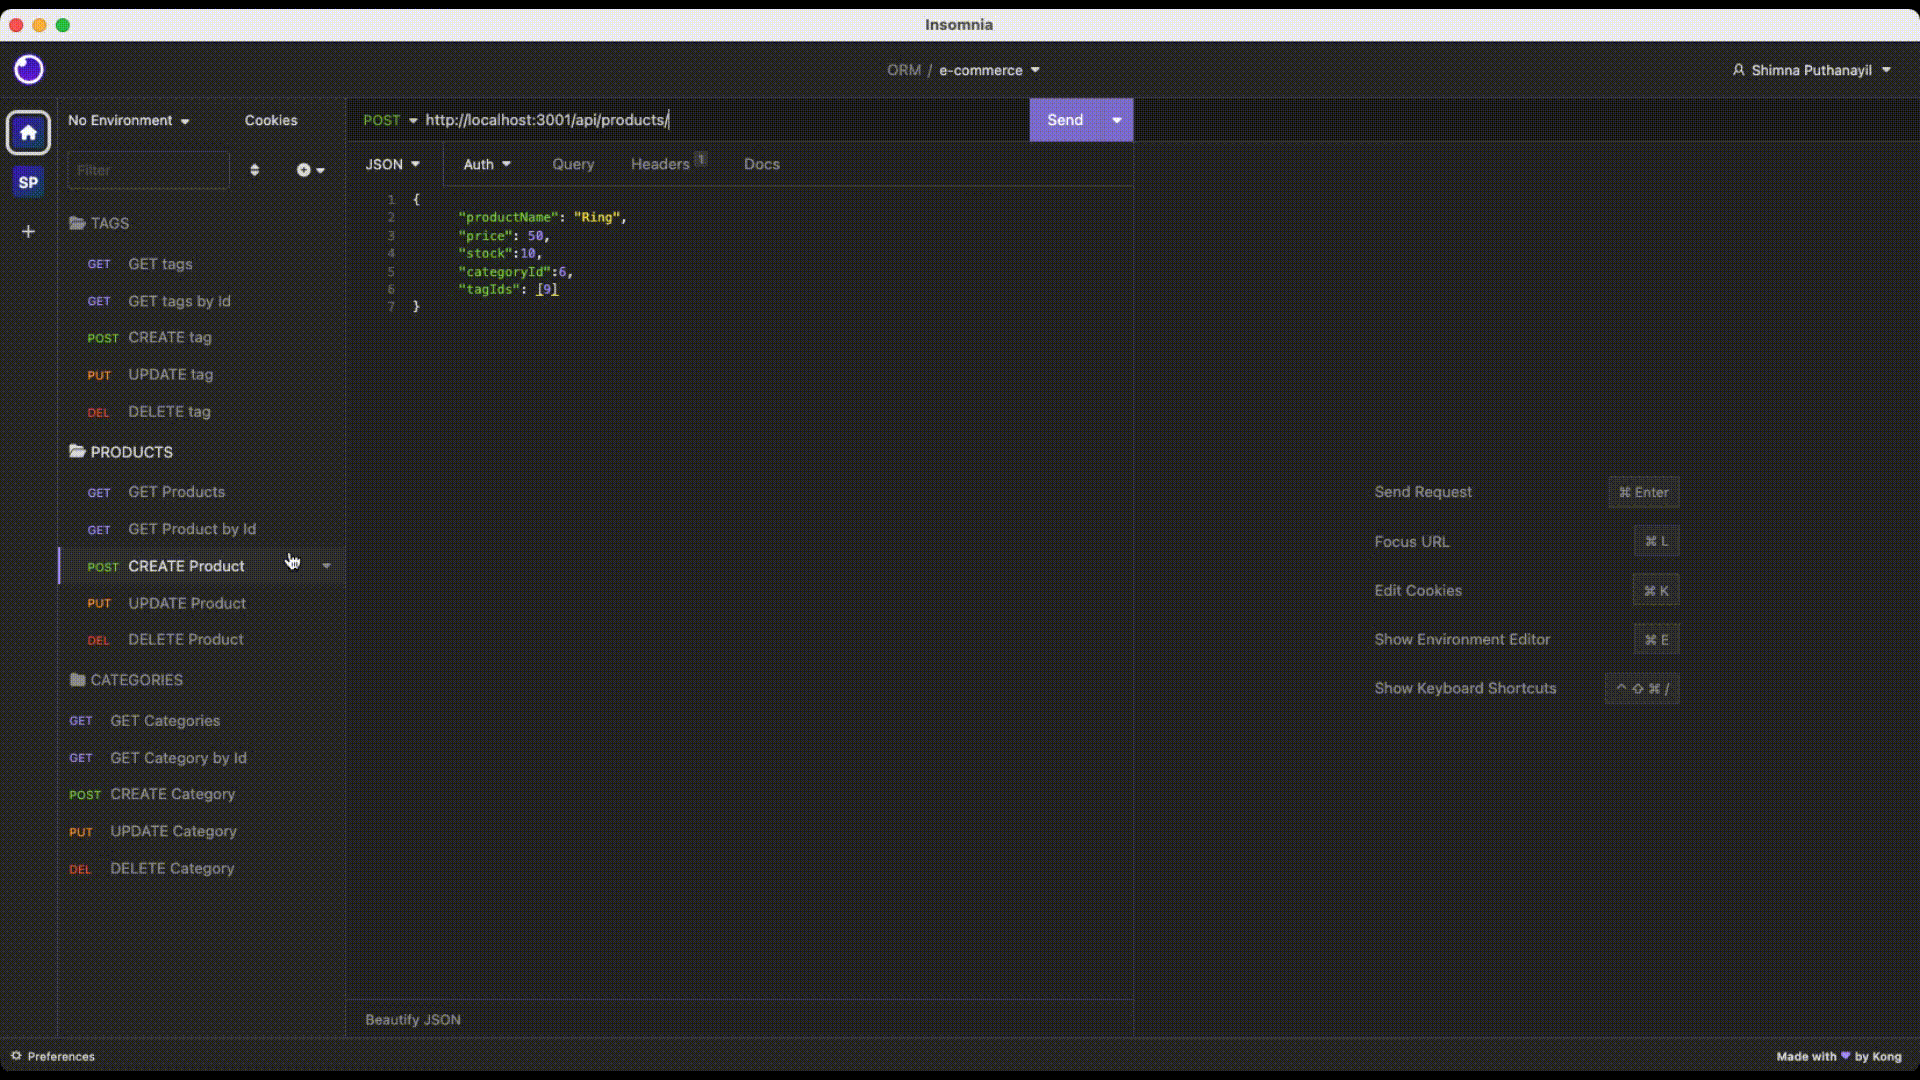 Insomnia
ORM / e-commerce
Shimna Puthanayil
SP
No Environment
Cookies
Filter
TAGS
GET GET tags
GET GET tags by Id
POST CREATE tag
PUT UPDATE tag
DEL DELETE tag
PRODUCTS
GET GET Products
GET GET Product by Id
POST CREATE Product
PUT UPDATE Product
DEL DELETE Product
CATEGORIES
GET GET Categories
GET GET Category by Id
POST CREATE Category
PUT UPDATE Category
DEL DELETE Category
POST http://localhost:3001/api/products/
Send
JSON Auth Query Headers 1 Docs
1 {
2 "productName": "Ring",
3 "price": 50,
4 "stock":10,
5 "categoryId":6,
6 "tagIds": [9]
7 }
Beautify JSON
Send Request ⌘ Enter
Focus URL ⌘ L
Edit Cookies ⌘ K
Show Environment Editor ⌘ E
Show Keyboard Shortcuts ^ ⇧ ⌘ /
Preferences
Made with ♥ by Kong